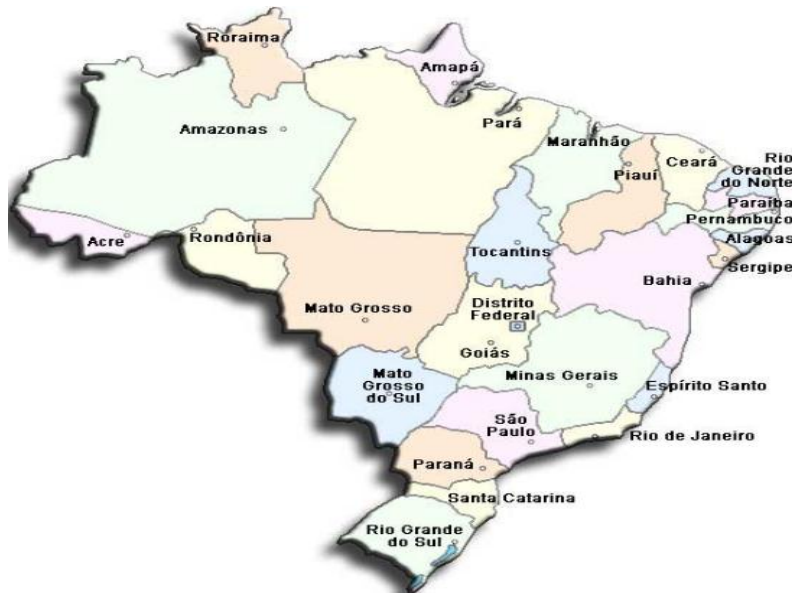 Roraima
Amapá
Amazonas
Pará
Maranhão
Ceará
Rio
Grande
do Norte
Piauí
Paraíba
Pernambuco
Alagoas
Sergipe
Acre
Rondônia
Tocantins
Bahia
Mato Grosso
Distrito
Federal
Goiás
Mato
Grosso
do Sul
Minas Gerais
Espírito Santo
São
Paulo
Rio de Janeiro
Paraná
Santa Catarina
Rio Grande
do Sul